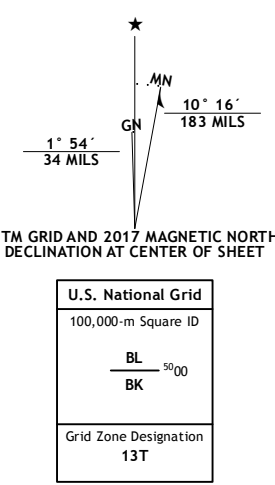 MN
GN
10° 16´
183 MILS
1° 54´
34 MILS
TM GRID AND 2017 MAGNETIC NORTH
DECLINATION AT CENTER OF SHEET
U.S. National Grid
100,000-m Square ID
BL
5000
BK
Grid Zone Designation
13T